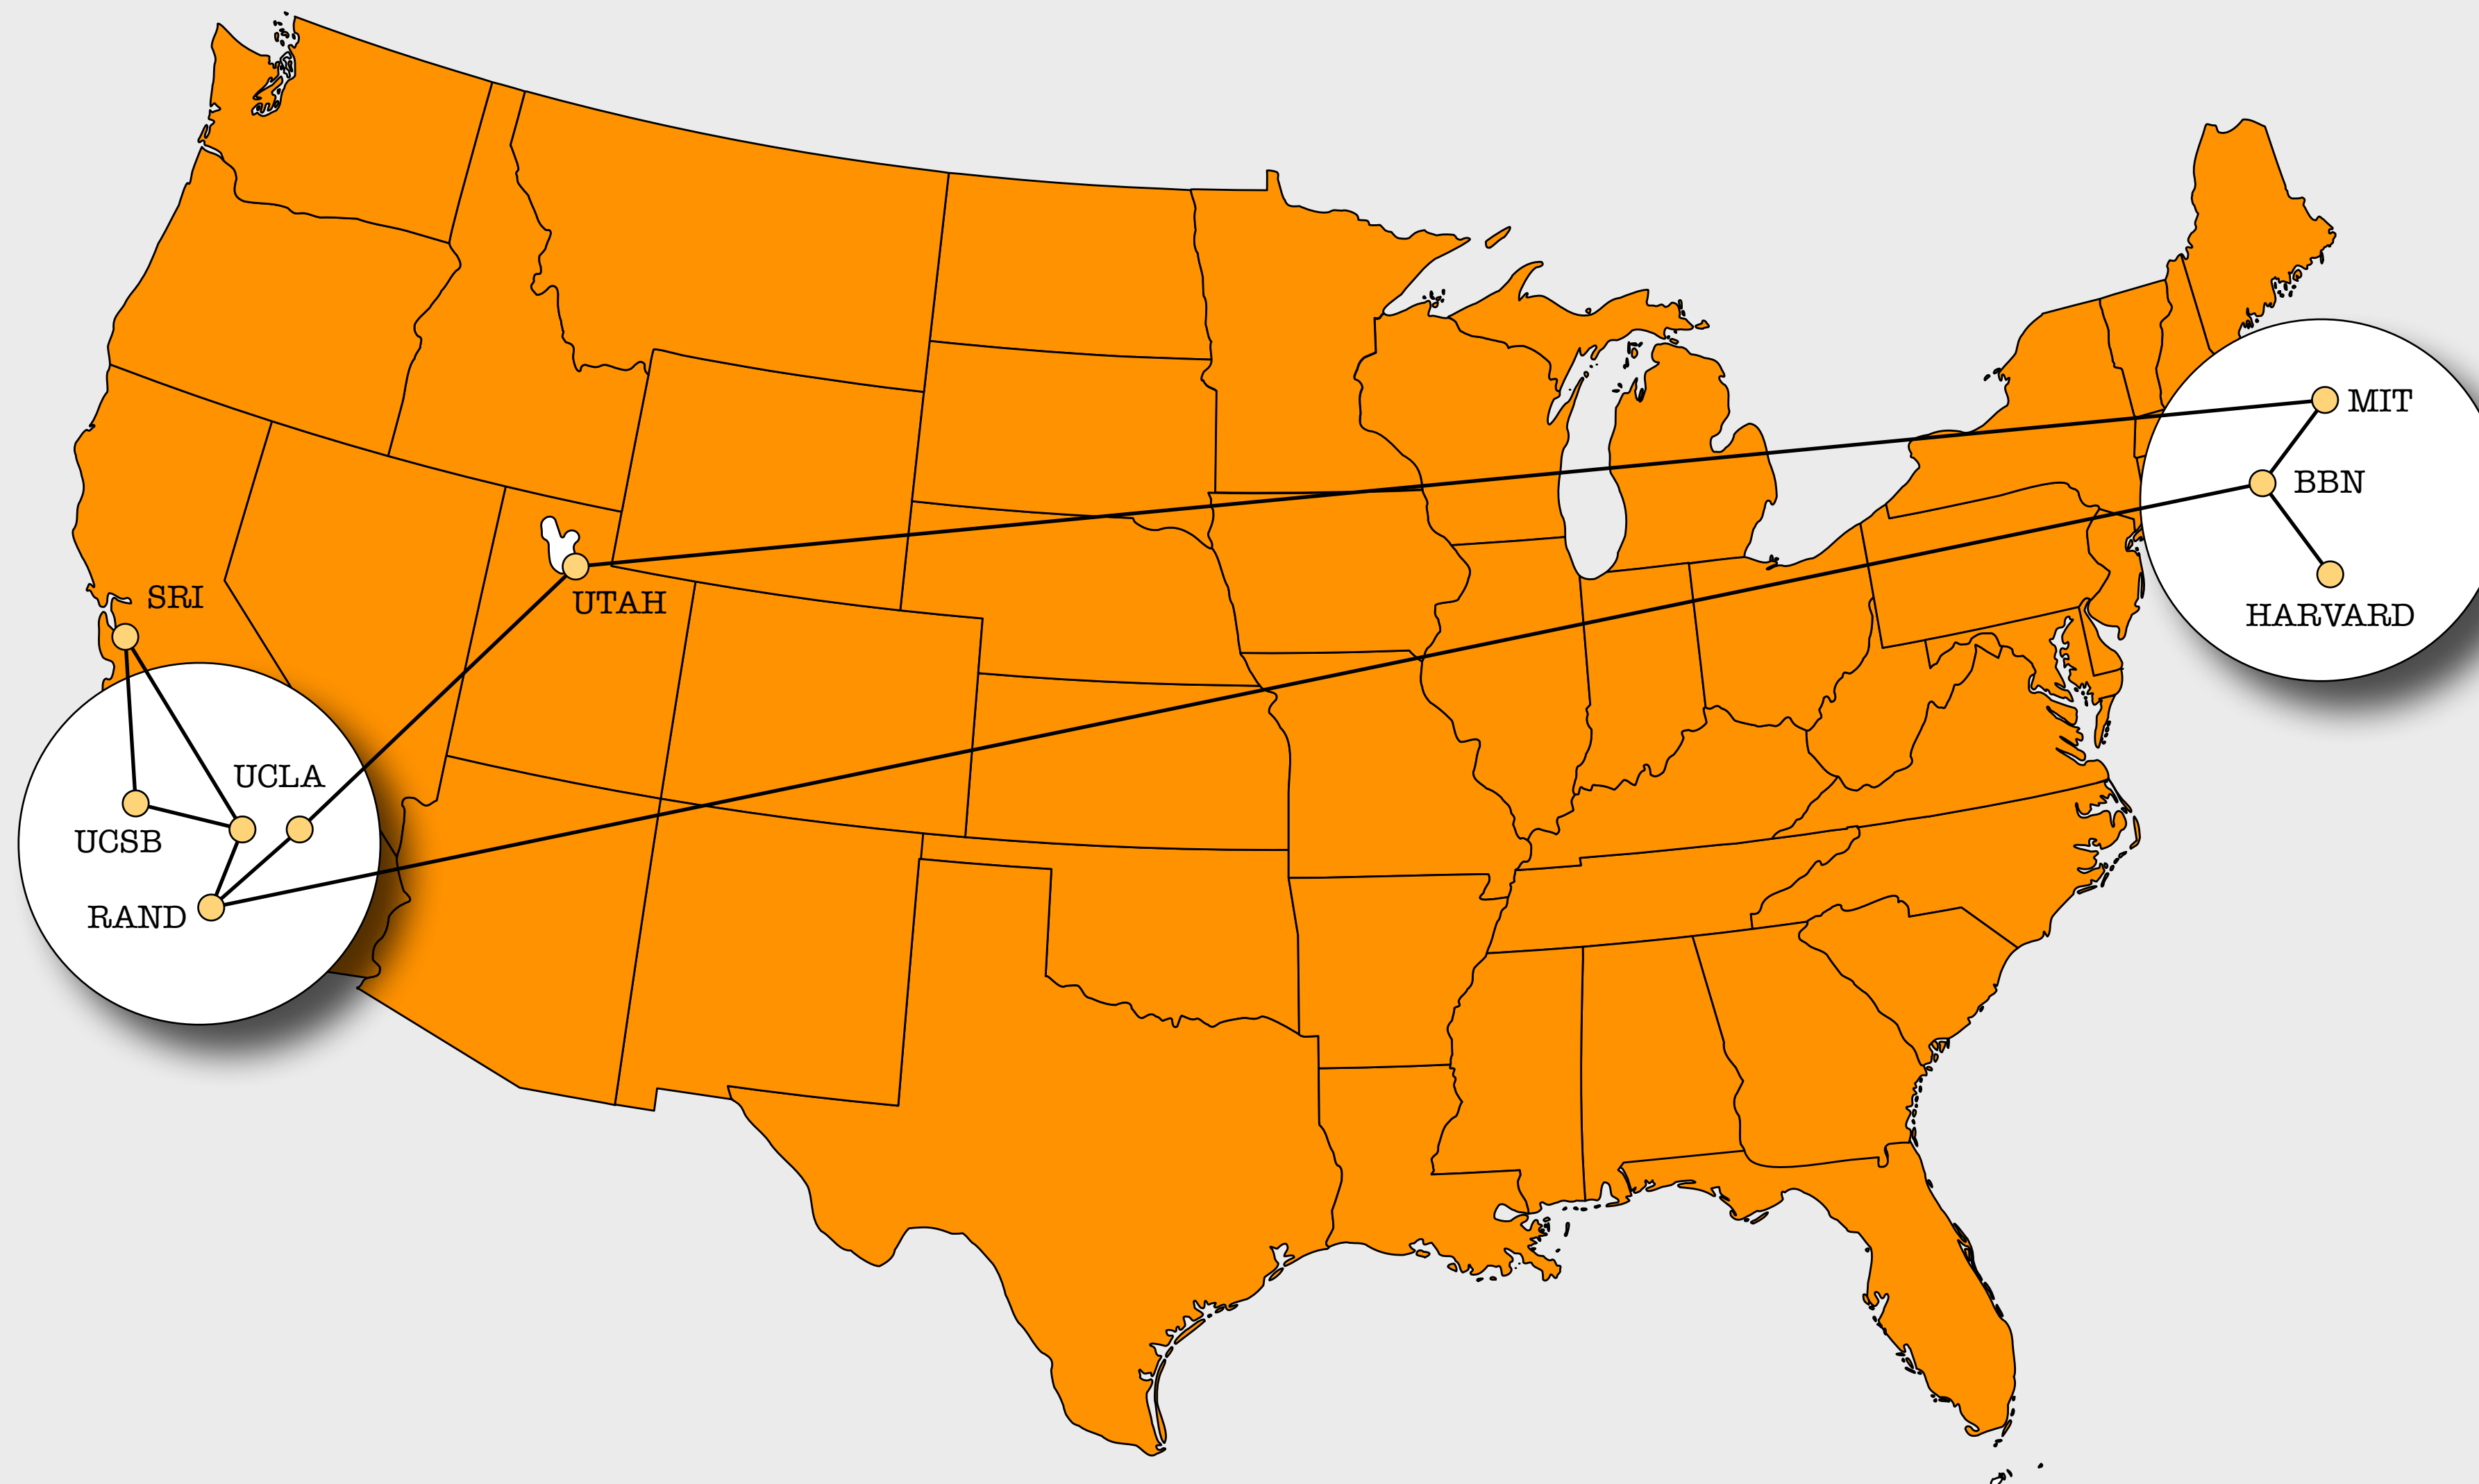 MIT
BBN
SRI
UTAH
HARVARD
UCLA
UCSB
RAND